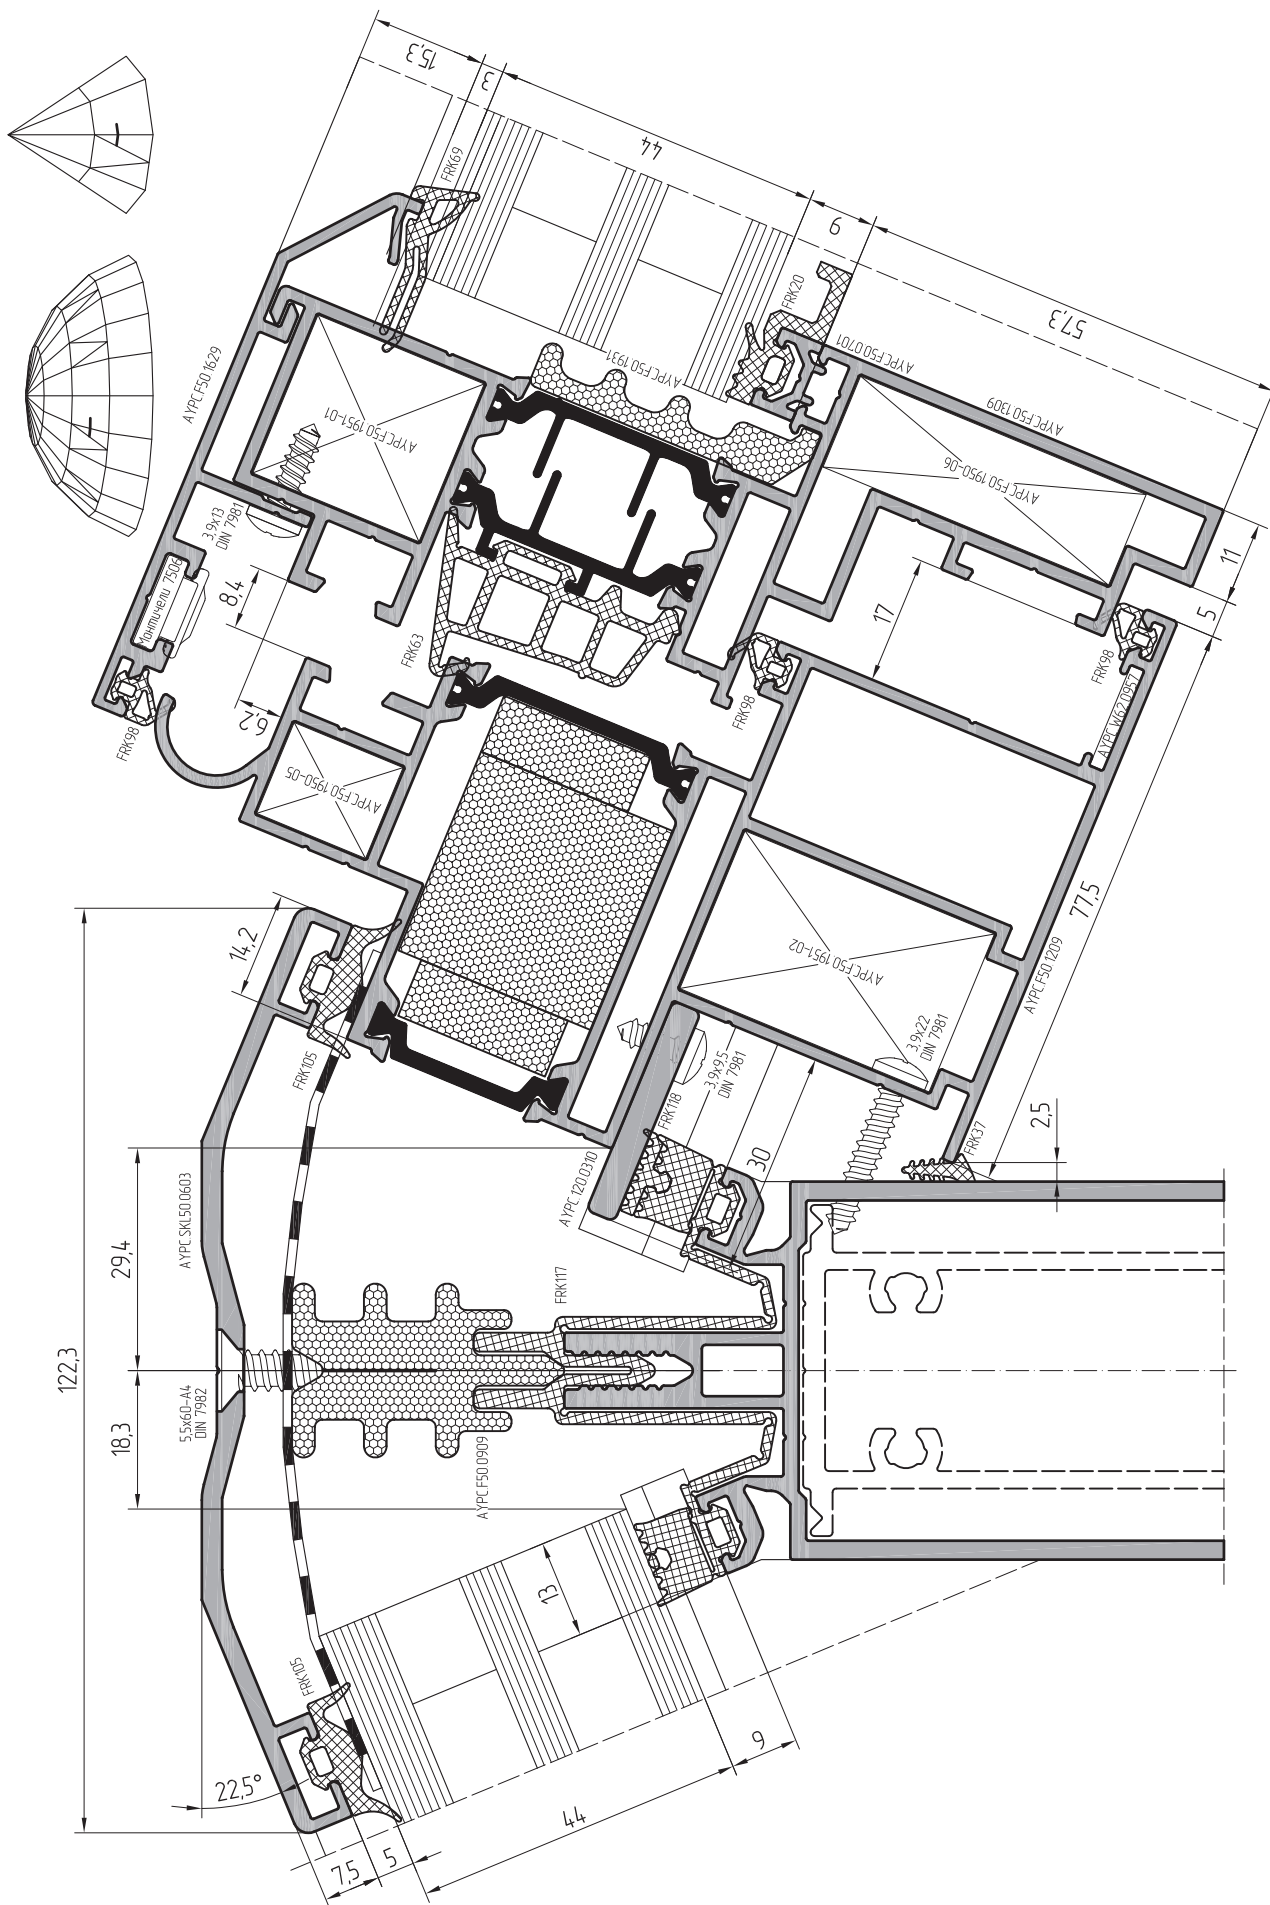 15,3
3
44
9
57,3
FRK69
AYPC.F50.1629
AYPC.F50.1951-01
AYPC.F50.1931
FRK20
AYPC.F50.0701
AYPC.F50.1309
AYPC.F50.1950-06
3,9x13
DIN 7981
Монтичели 7506
8,4
FRK63
FRK98
6,2
AYPC.F50.1950-05
FRK98
17
11
5
FRK98
AYPC.W62.0957
77,5
AYPC.F50.1951-02
AYPC.F50.1209
3,9x22
DIN 7981
14,2
FRK105
3,9x9,5
DIN 7981
FRK118
30
FRK37
2,5
AYPC.120.0310
AYPC.SKL50.0603
29,4
122,3
FRK117
5,5x60-A4
DIN 7982
18,3
AYPC.F50.0909
13
FRK105
22,5°
9
44
7,5
5